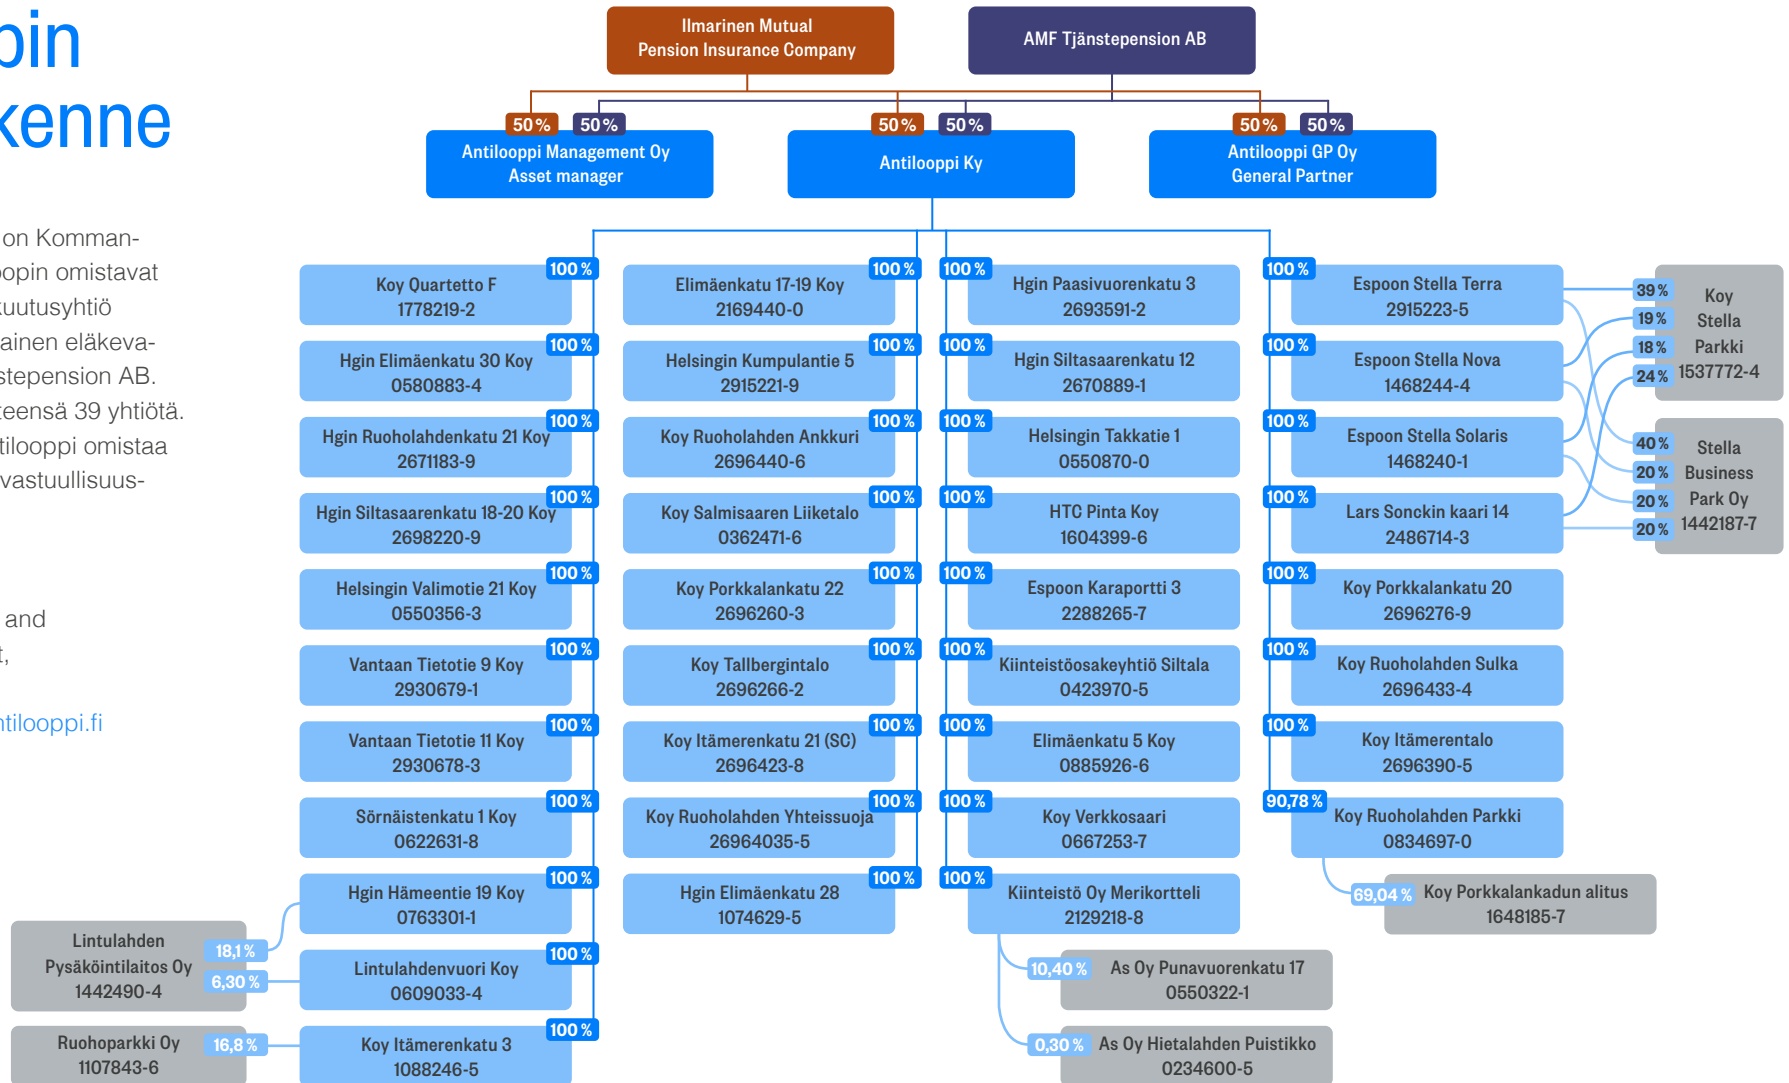 pin
kenne
on Komman-
opin omistavat
kuutusyhtiö
ainen eläkeva-
stepension AB.
teensä 39 yhtiötä.
ntilooppi omistaa
vastuullisuus-
and
t,
ntilooppi.fi
Ilmarinen Mutual
Pension Insurance Company
AMF Tjänstepension AB
50 %
50 %
50 %
50 %
50 %
50 %
Antilooppi Management Oy
Asset manager
Antilooppi Ky
Antilooppi GP Oy
General Partner
100 %
Koy Quartetto F
1778219-2
100 %
Hgin Elimäenkatu 30 Koy
0580883-4
100 %
Hgin Ruoholahdenkatu 21 Koy
2671183-9
100 %
Hgin Siltasaarenkatu 18-20 Koy
2698220-9
100 %
Helsingin Valimotie 21 Koy
0550356-3
100 %
Vantaan Tietotie 9 Koy
2930679-1
100 %
Vantaan Tietotie 11 Koy
2930678-3
100 %
Sörnäistenkatu 1 Koy
0622631-8
100 %
Hgin Hämeentie 19 Koy
0763301-1
100 %
Lintulahdenvuori Koy
0609033-4
100 %
Koy Itämerenkatu 3
1088246-5
Lintulahden
Pysäköintilaitos Oy
1442490-4
18,1 %
6,30 %
Ruohoparkki Oy
1107843-6
16,8 %
100 %
Elimäenkatu 17-19 Koy
2169440-0
100 %
Helsingin Kumpulantie 5
2915221-9
100 %
Koy Ruoholahden Ankkuri
2696440-6
100 %
Koy Salmisaaren Liiketalo
0362471-6
100 %
Koy Porkkalankatu 22
2696260-3
100 %
Koy Tallbergintalo
2696266-2
100 %
Koy Itämerenkatu 21 (SC)
2696423-8
100 %
Koy Ruoholahden Yhteissuoja
26964035-5
100 %
Hgin Elimäenkatu 28
1074629-5
100 %
Hgin Paasivuorenkatu 3
2693591-2
100 %
Hgin Siltasaarenkatu 12
2670889-1
100 %
Helsingin Takkatie 1
0550870-0
100 %
HTC Pinta Koy
1604399-6
100 %
Espoon Karaportti 3
2288265-7
100 %
Kiinteistöosakeyhtiö Siltala
0423970-5
100 %
Elimäenkatu 5 Koy
0885926-6
100 %
Koy Verkkosaari
0667253-7
100 %
Kiinteistö Oy Merikortteli
2129218-8
10,40 %
As Oy Punavuorenkatu 17
0550322-1
0,30 %
As Oy Hietalahden Puistikko
0234600-5
100 %
Espoon Stella Terra
2915223-5
100 %
Espoon Stella Nova
1468244-4
100 %
Espoon Stella Solaris
1468240-1
100 %
Lars Sonckin kaari 14
2486714-3
100 %
Koy Porkkalankatu 20
2696276-9
100 %
Koy Ruoholahden Sulka
2696433-4
100 %
Koy Itämerentalo
2696390-5
90,78 %
Koy Ruoholahden Parkki
0834697-0
69,04 %
Koy Porkkalankadun alitus
1648185-7
39 %
19 %
18 %
24 %
Koy
Stella
Parkki
1537772-4
40 %
20 %
20 %
20 %
Stella
Business
Park Oy
1442187-7